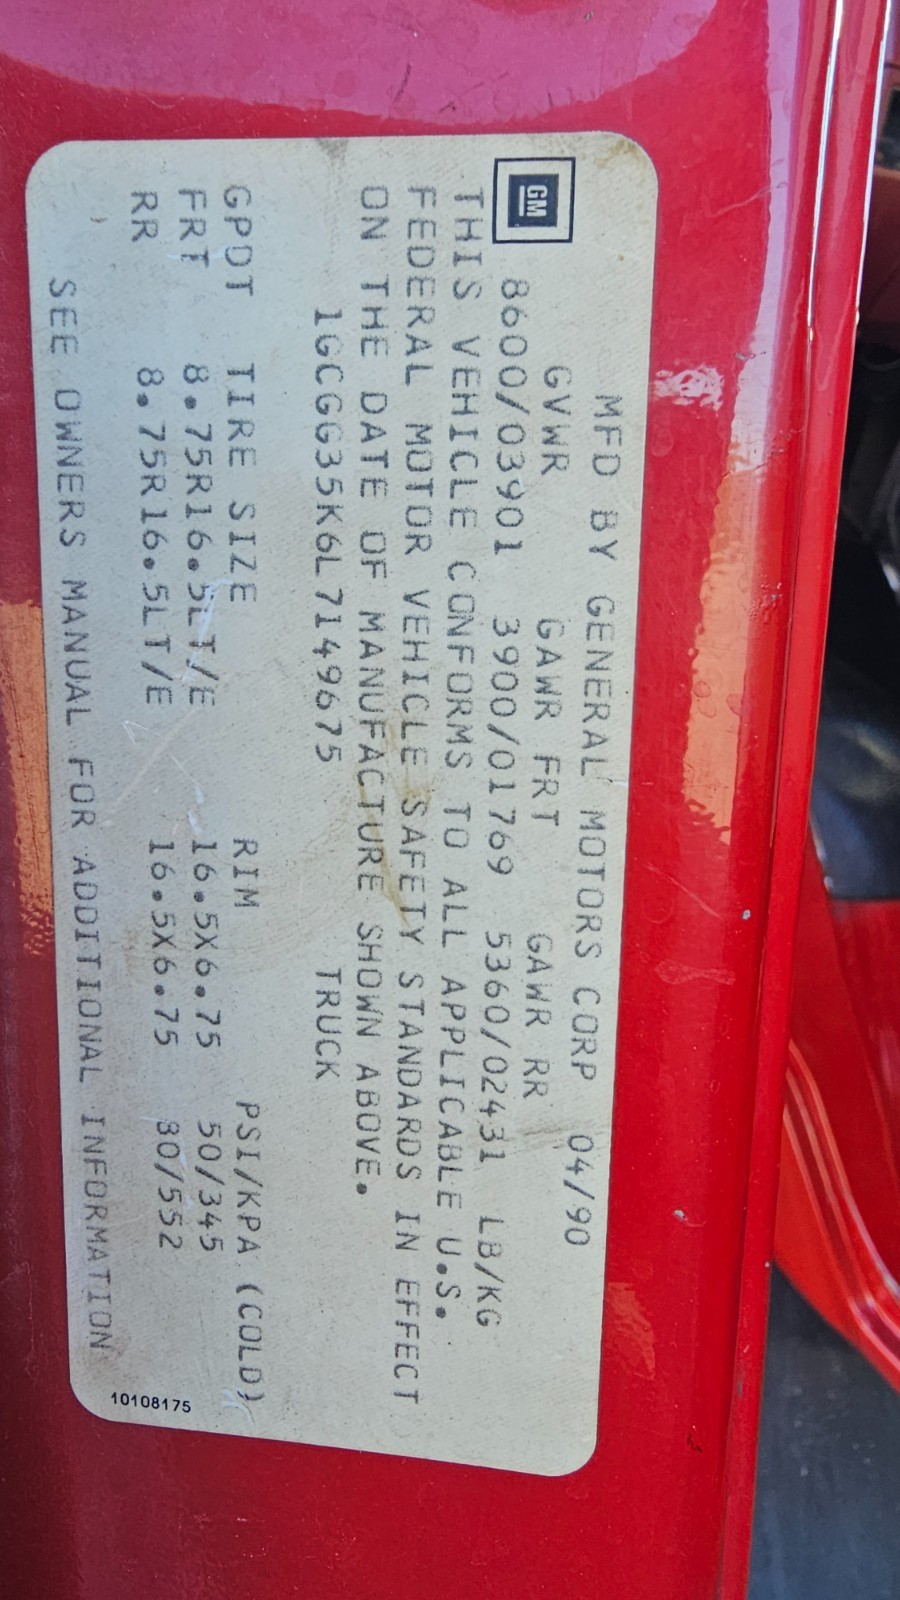 GM
MFD BY GENERAL MOTORS CORP 04/90
GVWR GAWR FRT GAWR RR
8600/03901 3900/01769 5360/02431 LB/KG
THIS VEHICLE CONFORMS TO ALL APPLICABLE U.S.
FEDERAL MOTOR VEHICLE SAFETY STANDARDS IN EFFECT
ON THE DATE OF MANUFACTURE SHOWN ABOVE.
1GCGG35K6L7149675 TRUCK
GPDT TIRE SIZE RIM PSI/KPA (COLD)
FRT 8.75R16.5LT/E 16.5X6.75 50/345
RR 8.75R16.5LT/E 16.5X6.75 80/552
SEE OWNERS MANUAL FOR ADDITIONAL INFORMATION
10108175